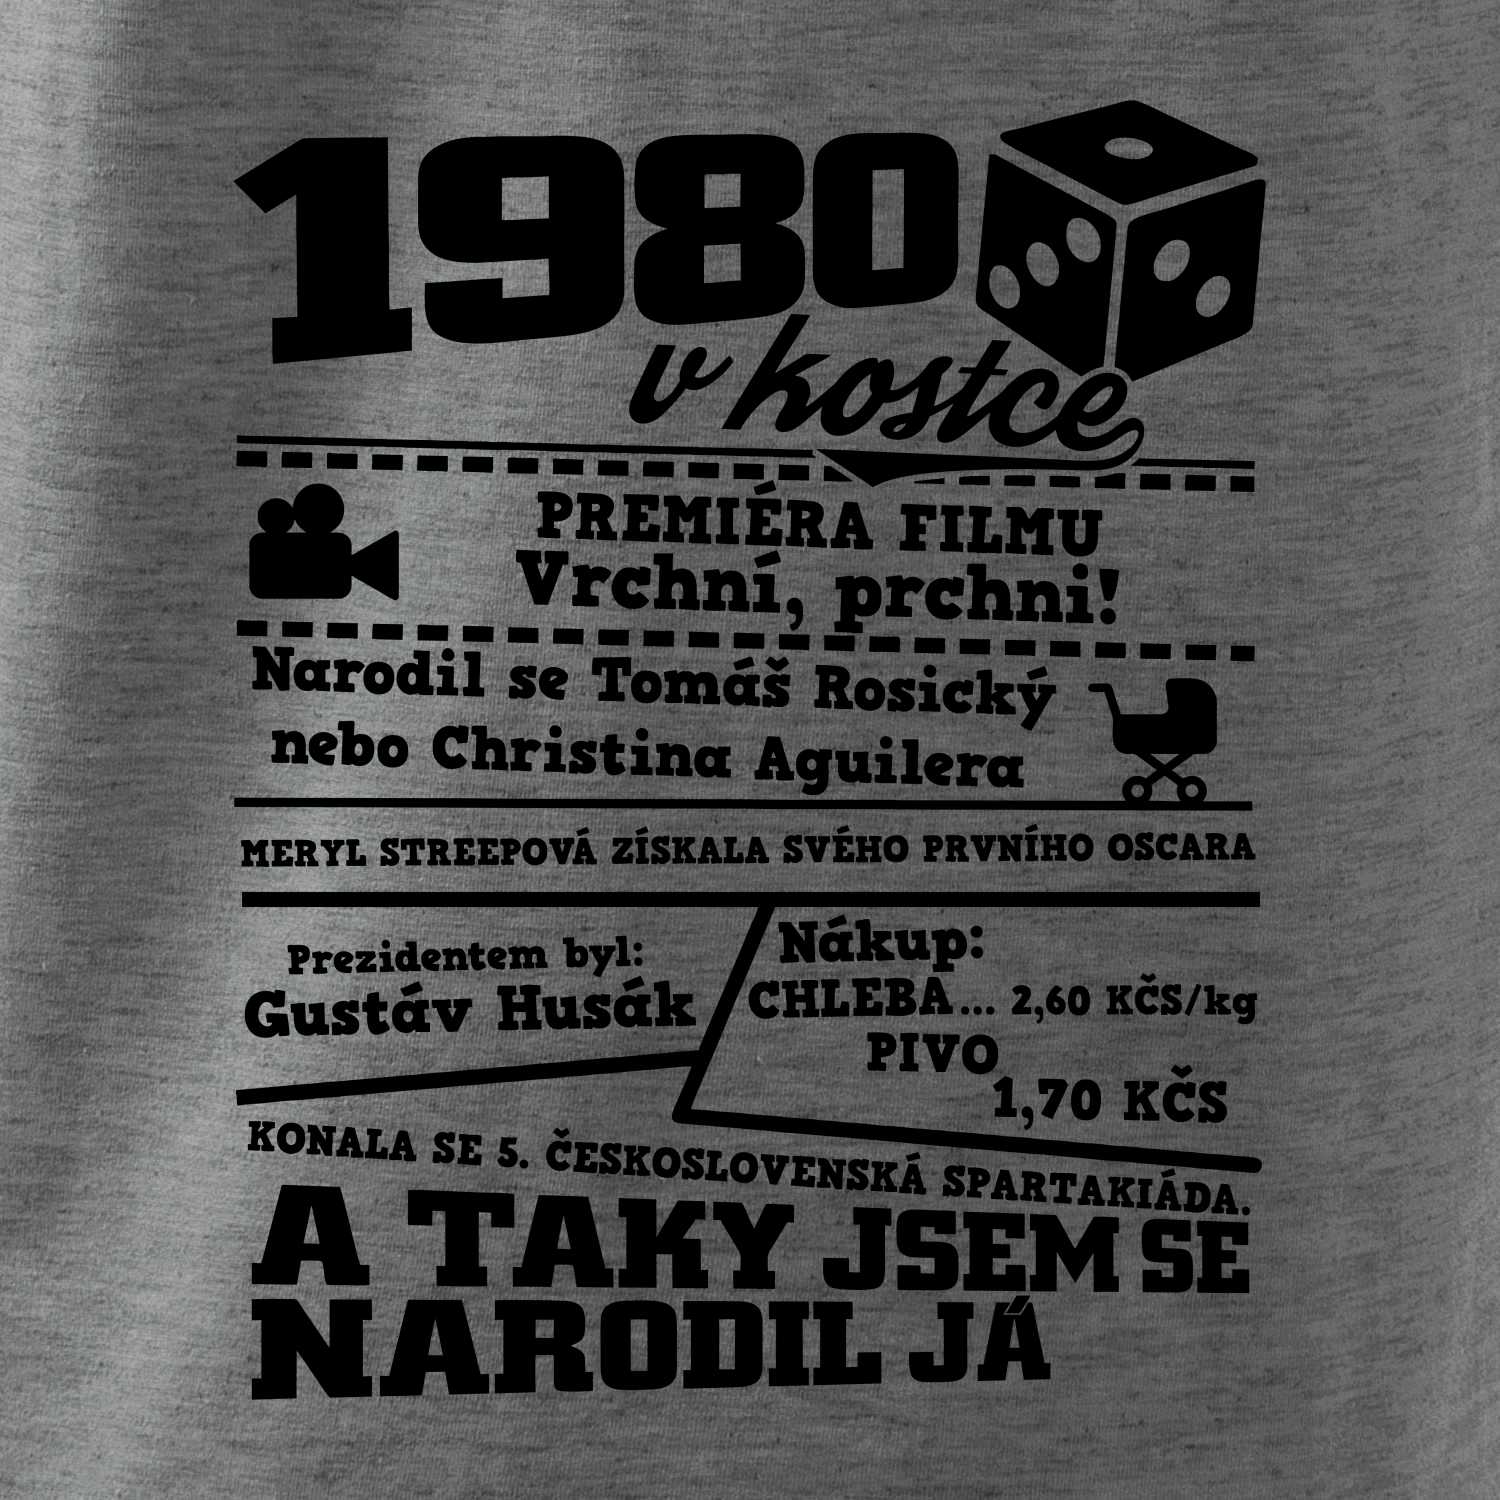 1980
v kostce
PREMIÉRA FILMU
Vrchní, prchni!
Narodil se Tomáš Rosický
nebo Christina Aguilera
MERYL STREEPOVÁ ZÍSKALA SVÉHO PRVNÍHO OSCARA
Prezidentem byl:
Gustáv Husák
Nákup:
CHLEBA... 2,60 KČS/kg
PIVO
1,70 KČS
KONALA SE 5. ČESKOSLOVENSKÁ SPARTAKIÁDA.
A TAKY JSEM SE
NARODIL JÁ